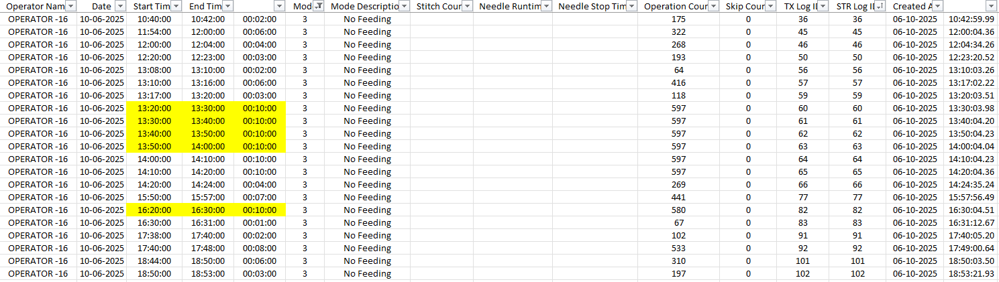 Operator Nam Date Start Tim End Tim Mod Mode Descriptio Stitch Cour Needle Runtim Needle Stop Tim Operation Cour Skip Cour TX Log II STR Log II Created A
OPERATOR -16 10-06-2025 10:40:00 10:42:00 00:02:00 3 No Feeding 175 0 36 36 06-10-2025 10:42:59.99
OPERATOR -16 10-06-2025 11:54:00 12:00:00 00:06:00 3 No Feeding 322 0 45 45 06-10-2025 12:00:04.36
OPERATOR -16 10-06-2025 12:00:00 12:04:00 00:04:00 3 No Feeding 268 0 46 46 06-10-2025 12:04:34.26
OPERATOR -16 10-06-2025 12:20:00 12:23:00 00:03:00 3 No Feeding 193 0 50 50 06-10-2025 12:23:20.52
OPERATOR -16 10-06-2025 13:08:00 13:10:00 00:02:00 3 No Feeding 64 0 56 56 06-10-2025 13:10:03.26
OPERATOR -16 10-06-2025 13:10:00 13:16:00 00:06:00 3 No Feeding 416 0 57 57 06-10-2025 13:17:02.22
OPERATOR -16 10-06-2025 13:17:00 13:20:00 00:03:00 3 No Feeding 118 0 59 59 06-10-2025 13:20:03.51
OPERATOR -16 10-06-2025 13:20:00 13:30:00 00:10:00 3 No Feeding 597 0 60 60 06-10-2025 13:30:03.98
OPERATOR -16 10-06-2025 13:30:00 13:40:00 00:10:00 3 No Feeding 597 0 61 61 06-10-2025 13:40:04.20
OPERATOR -16 10-06-2025 13:40:00 13:50:00 00:10:00 3 No Feeding 597 0 62 62 06-10-2025 13:50:04.23
OPERATOR -16 10-06-2025 13:50:00 14:00:00 00:10:00 3 No Feeding 597 0 63 63 06-10-2025 14:00:04.04
OPERATOR -16 10-06-2025 14:00:00 14:10:00 00:10:00 3 No Feeding 597 0 64 64 06-10-2025 14:10:04.23
OPERATOR -16 10-06-2025 14:10:00 14:20:00 00:10:00 3 No Feeding 597 0 65 65 06-10-2025 14:20:04.36
OPERATOR -16 10-06-2025 14:20:00 14:24:00 00:04:00 3 No Feeding 269 0 66 66 06-10-2025 14:24:35.24
OPERATOR -16 10-06-2025 15:50:00 15:57:00 00:07:00 3 No Feeding 441 0 77 77 06-10-2025 15:57:56.49
OPERATOR -16 10-06-2025 16:20:00 16:30:00 00:10:00 3 No Feeding 580 0 82 82 06-10-2025 16:30:04.51
OPERATOR -16 10-06-2025 16:30:00 16:31:00 00:01:00 3 No Feeding 67 0 83 83 06-10-2025 16:31:12.67
OPERATOR -16 10-06-2025 17:38:00 17:40:00 00:02:00 3 No Feeding 102 0 91 91 06-10-2025 17:40:05.20
OPERATOR -16 10-06-2025 17:40:00 17:48:00 00:08:00 3 No Feeding 533 0 92 92 06-10-2025 17:49:00.64
OPERATOR -16 10-06-2025 18:44:00 18:50:00 00:06:00 3 No Feeding 310 0 101 101 06-10-2025 18:50:03.50
OPERATOR -16 10-06-2025 18:50:00 18:53:00 00:03:00 3 No Feeding 197 0 102 102 06-10-2025 18:53:21.93